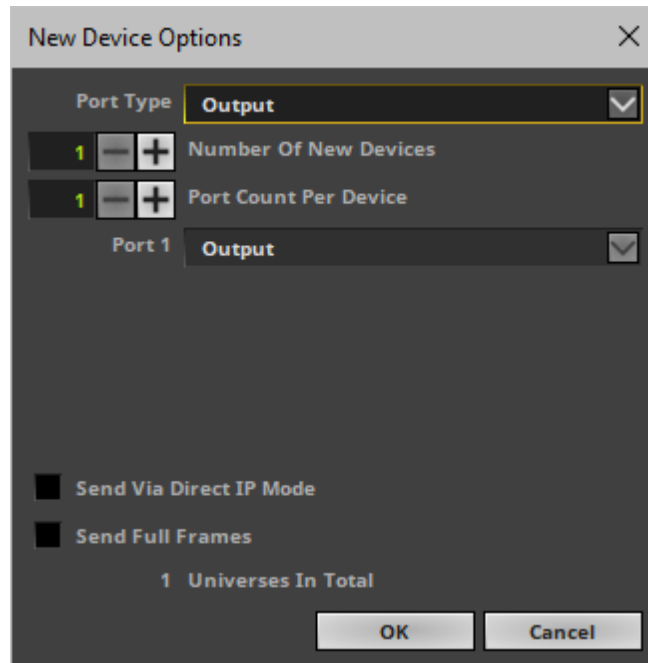 New Device Options
Port Type Output
1 Number Of New Devices
1 Port Count Per Device
Port 1 Output
Send Via Direct IP Mode
Send Full Frames
1 Universes In Total
OK Cancel